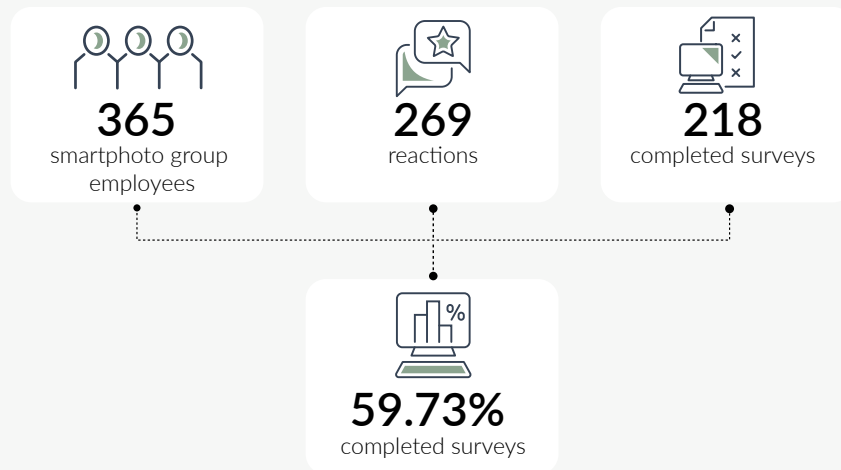 365
smartphoto group
employees
269
reactions
218
completed surveys
%
59.73%
completed surveys